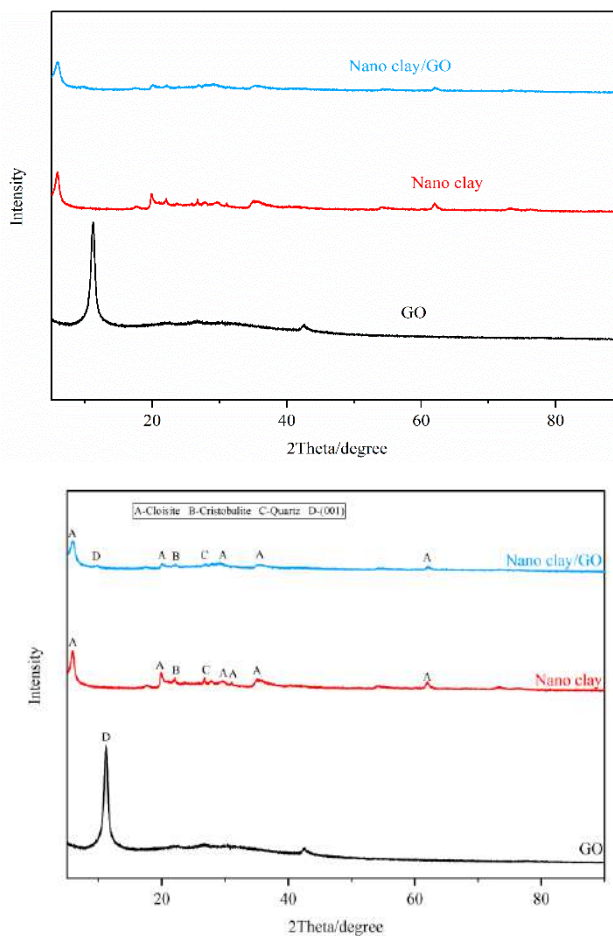 Nano clay/GO
Nano clay
GO
Intensity
20 40 60 80
2Theta/degree
A-Cloisite B-Cristobalite C-Quartz D-(001)
A D A B C A A A
Nano clay/GO
A A B C A A A A
Nano clay
D
GO
Intensity
20 40 60 80
2Theta/degree